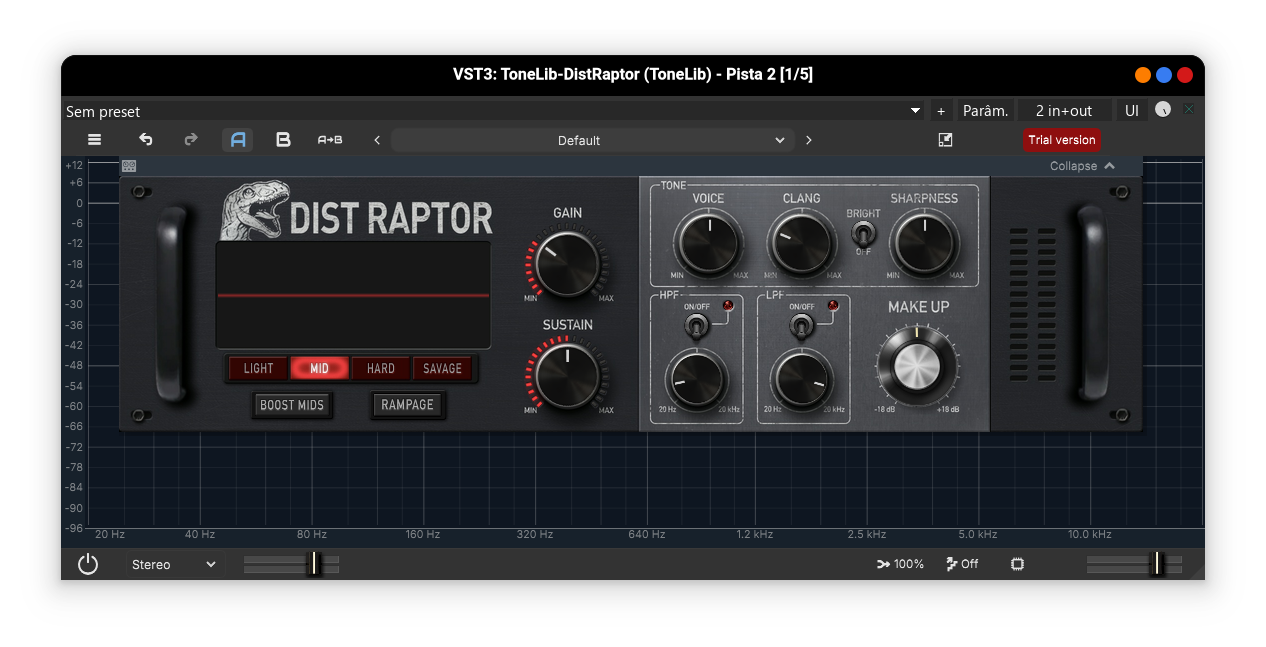 VST3: ToneLib-DistRaptor (ToneLib) - Pista 2 [1/5]
Sem preset + Parâm. 2 in+out UI
A B A→B < Default > Trial version
Collapse
+12
+6
0
-6
-12
-18
-24
-30
-36
-42
-48
-54
-60
-66
-72
-78
-84
-90
-96
DIST RAPTOR
LIGHT MID HARD SAVAGE
BOOST MIDS RAMPAGE
GAIN
MIN MAX
SUSTAIN
MIN MAX
TONE
VOICE CLANG BRIGHT SHARPNESS
OFF
MIN MAX MIN MAX MIN MAX
HPF LPF
ON/OFF ON/OFF
20 Hz 20 kHz 20 Hz 20 kHz
MAKE UP
-18 dB +18 dB
20 Hz 40 Hz 80 Hz 160 Hz 320 Hz 640 Hz 1.2 kHz 2.5 kHz 5.0 kHz 10.0 kHz
Stereo 100% Off